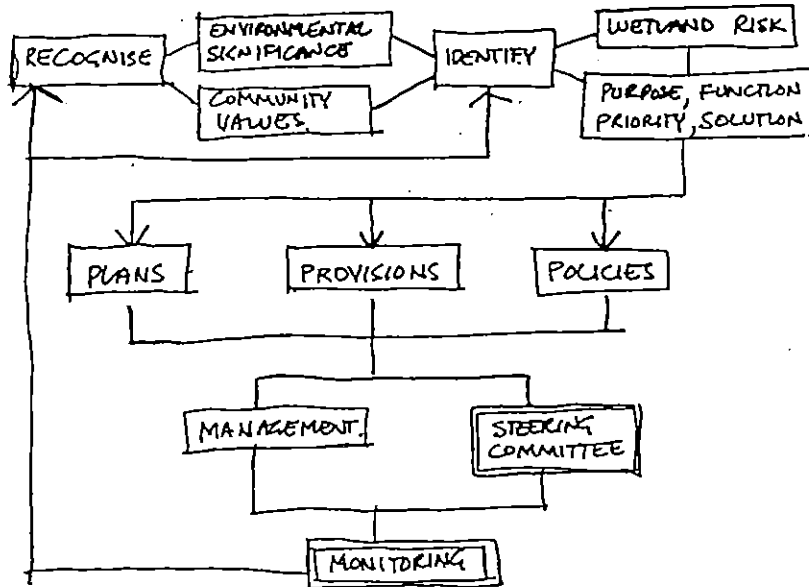 RECOGNISE
ENVIRONMENTAL
SIGNIFICANCE
COMMUNITY
VALUES.
IDENTIFY
WETLAND RISK
PURPOSE, FUNCTION
PRIORITY, SOLUTION
PLANS
PROVISIONS
POLICIES
MANAGEMENT.
STEERING
COMMITTEE
MONITORING